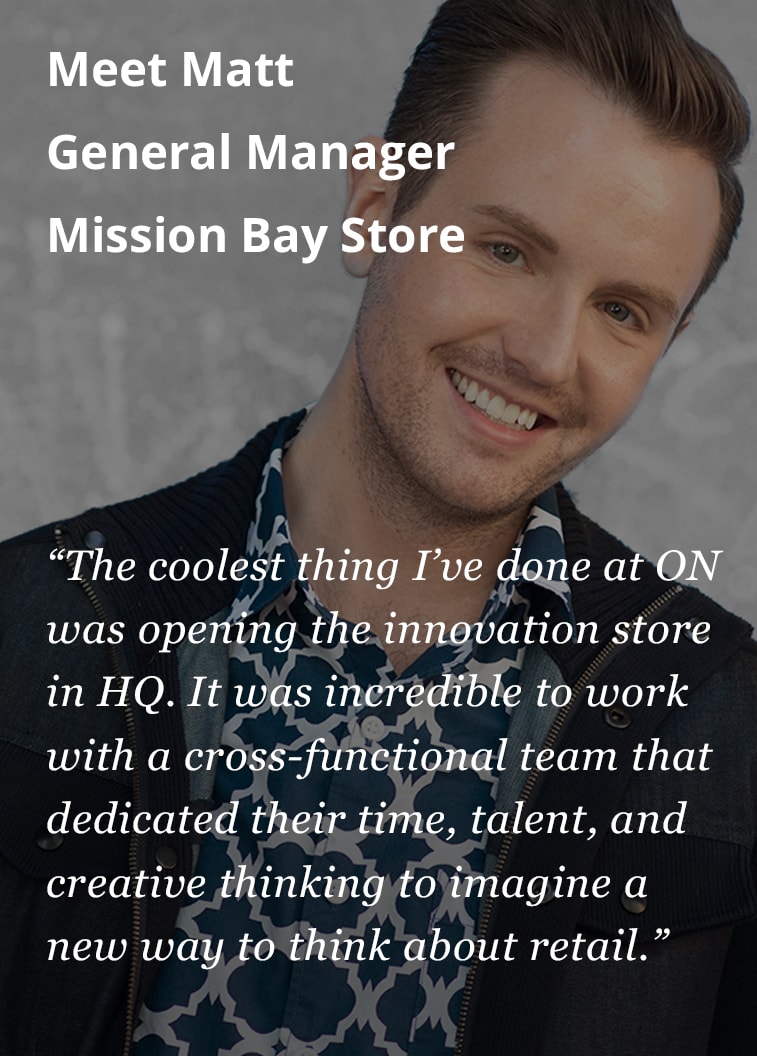 Meet Matt
General Manager
Mission Bay Store
“The coolest thing I’ve done at ON
was opening the innovation store
in HQ. It was incredible to work
with a cross-functional team that
dedicated their time, talent, and
creative thinking to imagine a
new way to think about retail.”